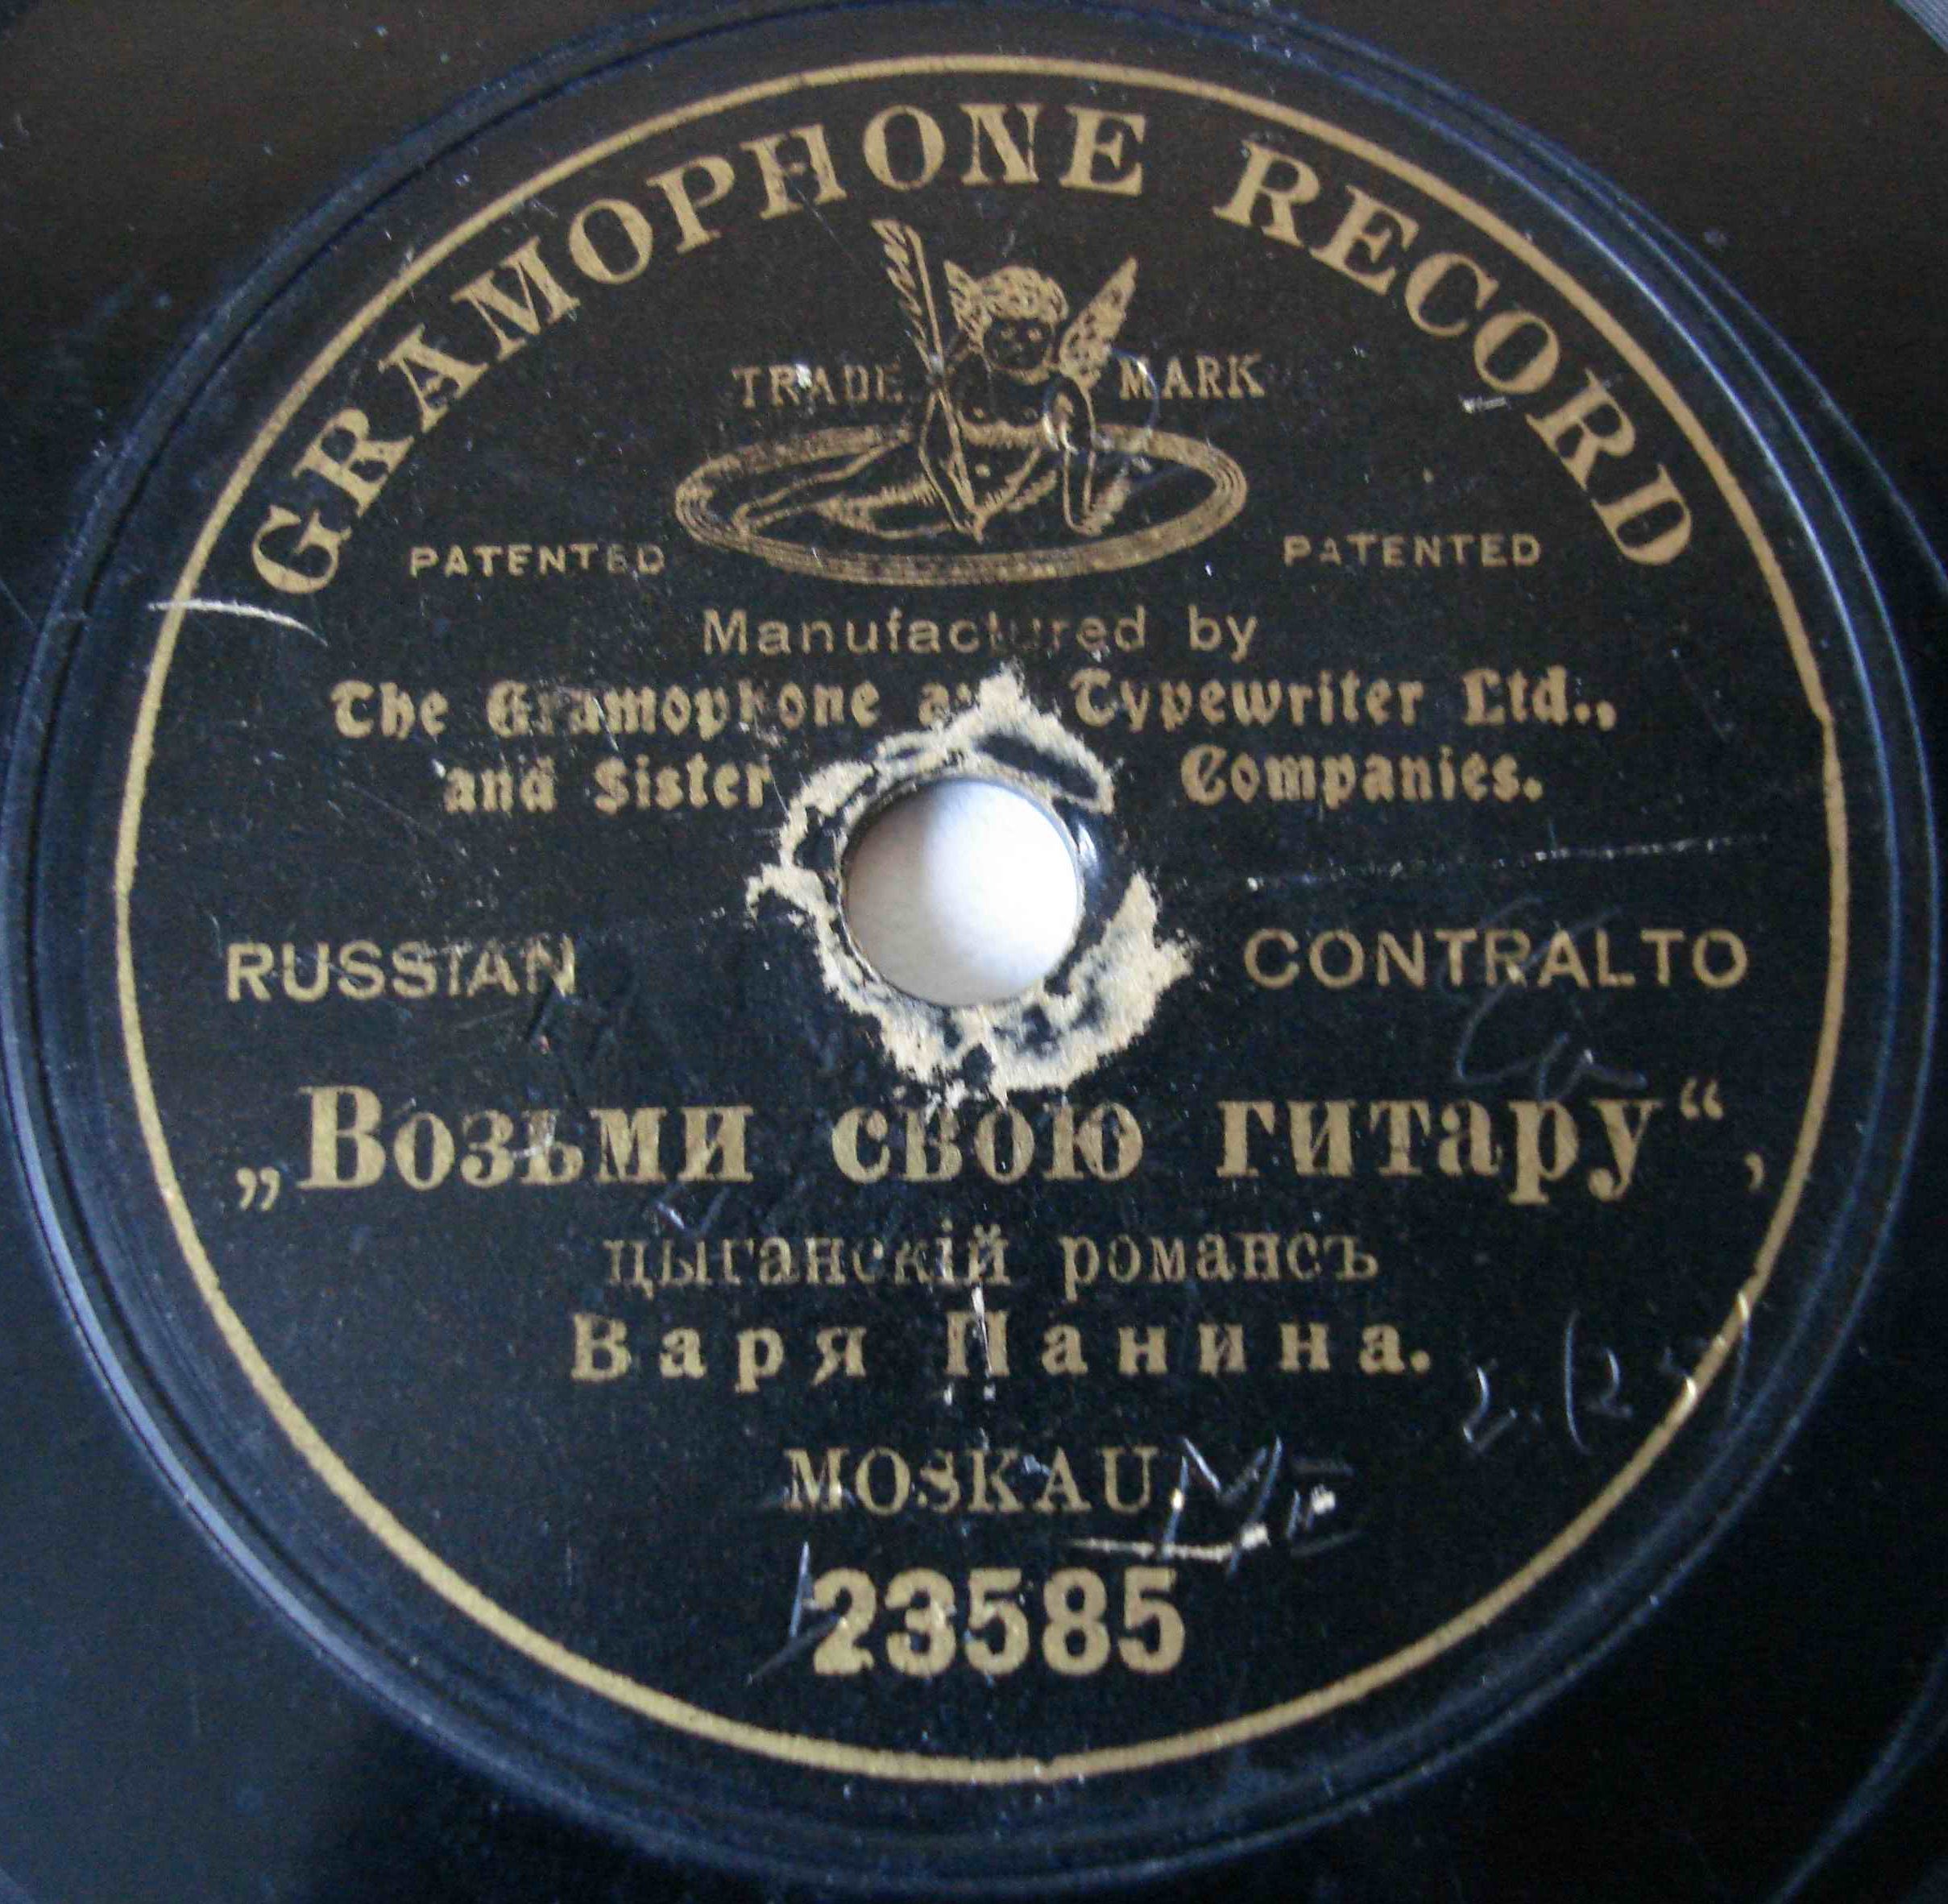 GRAMOPHONE RECORD
TRADE MARK
PATENTED PATENTED
Manufactured by
The Gramophone and Typewriter Ltd.,
and Sister Companies.
RUSSIAN CONTRALTO
„Возьми свою гитару“,
цыганскій романсъ
Варя Панина.
MOSKAU
23585